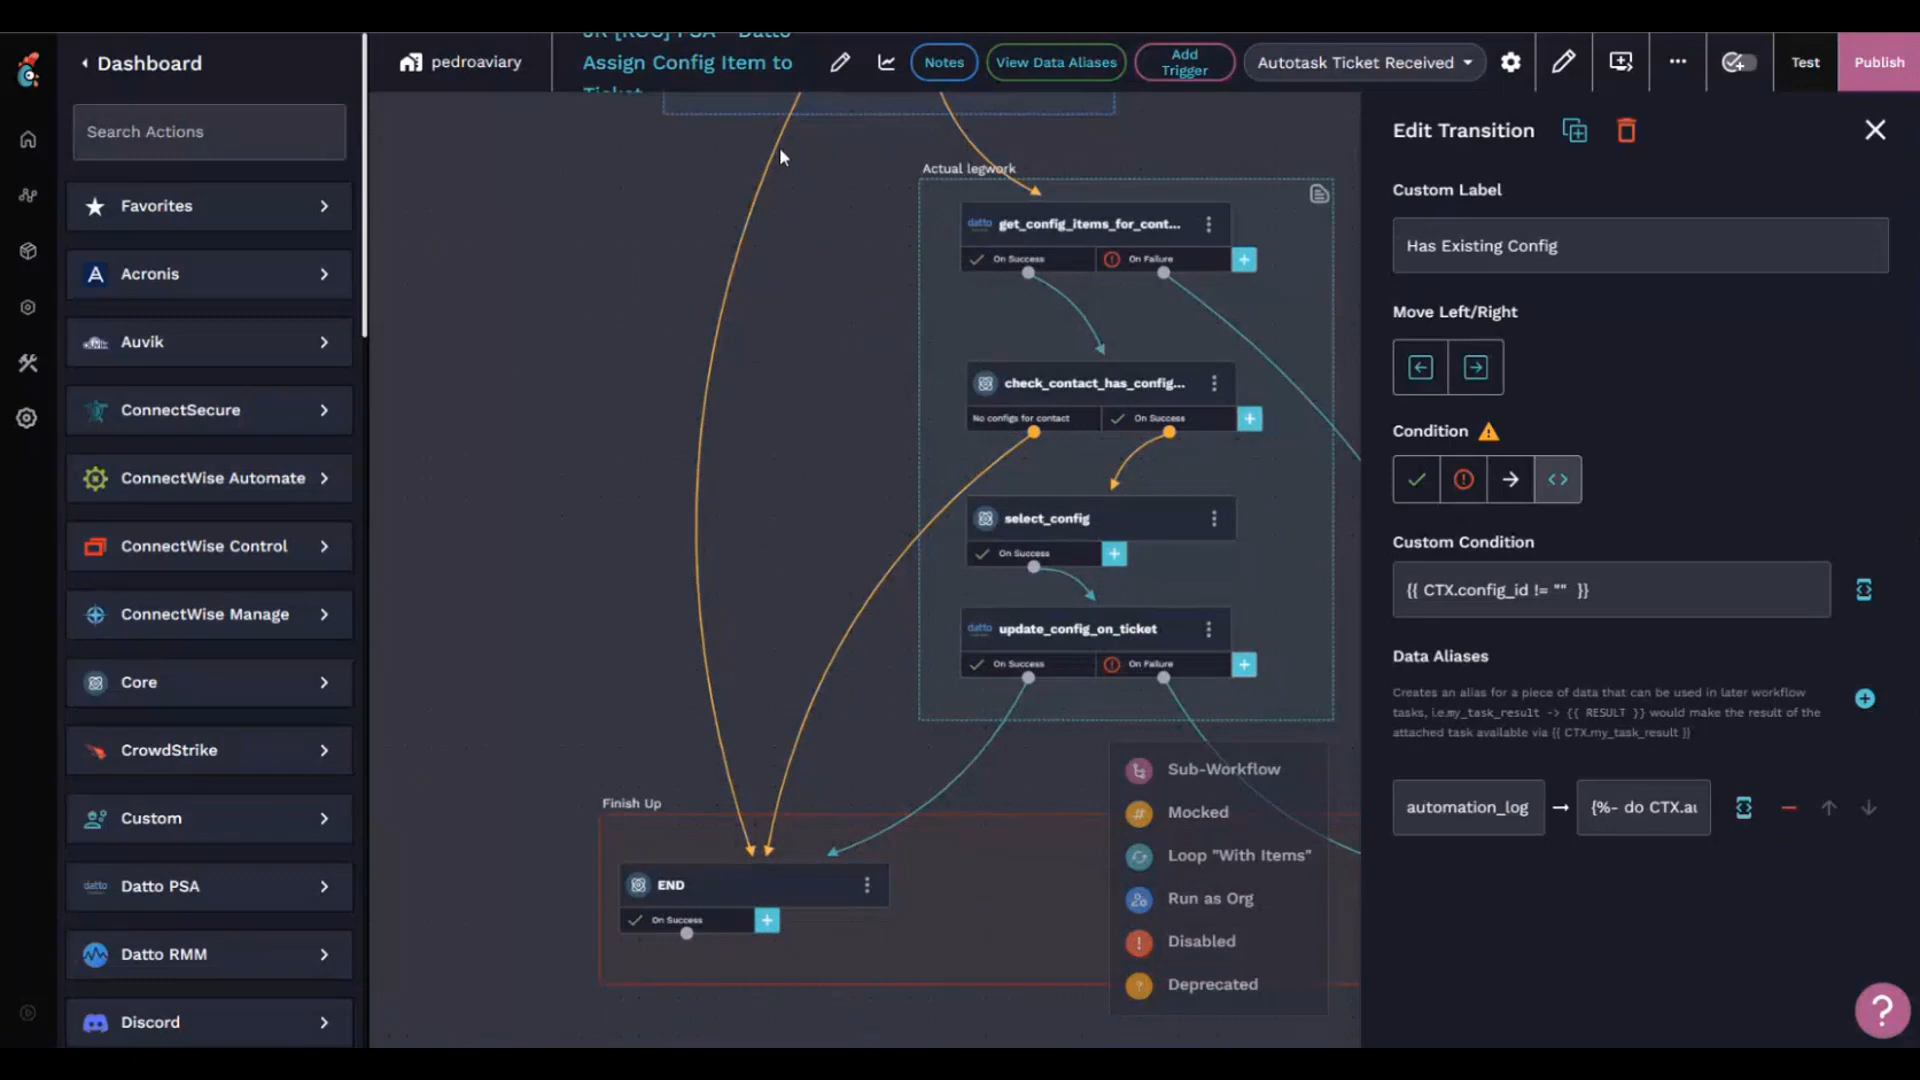 Dashboard
pedroaviary
Assign Config Item to
Ticket
Notes
View Data Aliases
Add
Trigger
Autotask Ticket Received
Test
Publish
Search Actions
Favorites
Acronis
Auvik
ConnectSecure
ConnectWise Automate
ConnectWise Control
ConnectWise Manage
Core
CrowdStrike
Custom
datto
Datto PSA
Datto RMM
Discord
Actual legwork
datto
get_config_items_for_cont...
On Success
On Failure
check_contact_has_config...
No configs for contact
On Success
select_config
On Success
datto
update_config_on_ticket
On Success
On Failure
Finish Up
END
On Success
Sub-Workflow
Mocked
Loop "With Items"
Run as Org
Disabled
Deprecated
Edit Transition
Custom Label
Has Existing Config
Move Left/Right
Condition
Custom Condition
{{ CTX.config_id != "" }}
Data Aliases
Creates an alias for a piece of data that can be used in later workflow
tasks, i.e.my_task_result -> {{ RESULT }} would make the result of the
attached task available via {{ CTX.my_task_result }}
automation_log
{%- do CTX.au